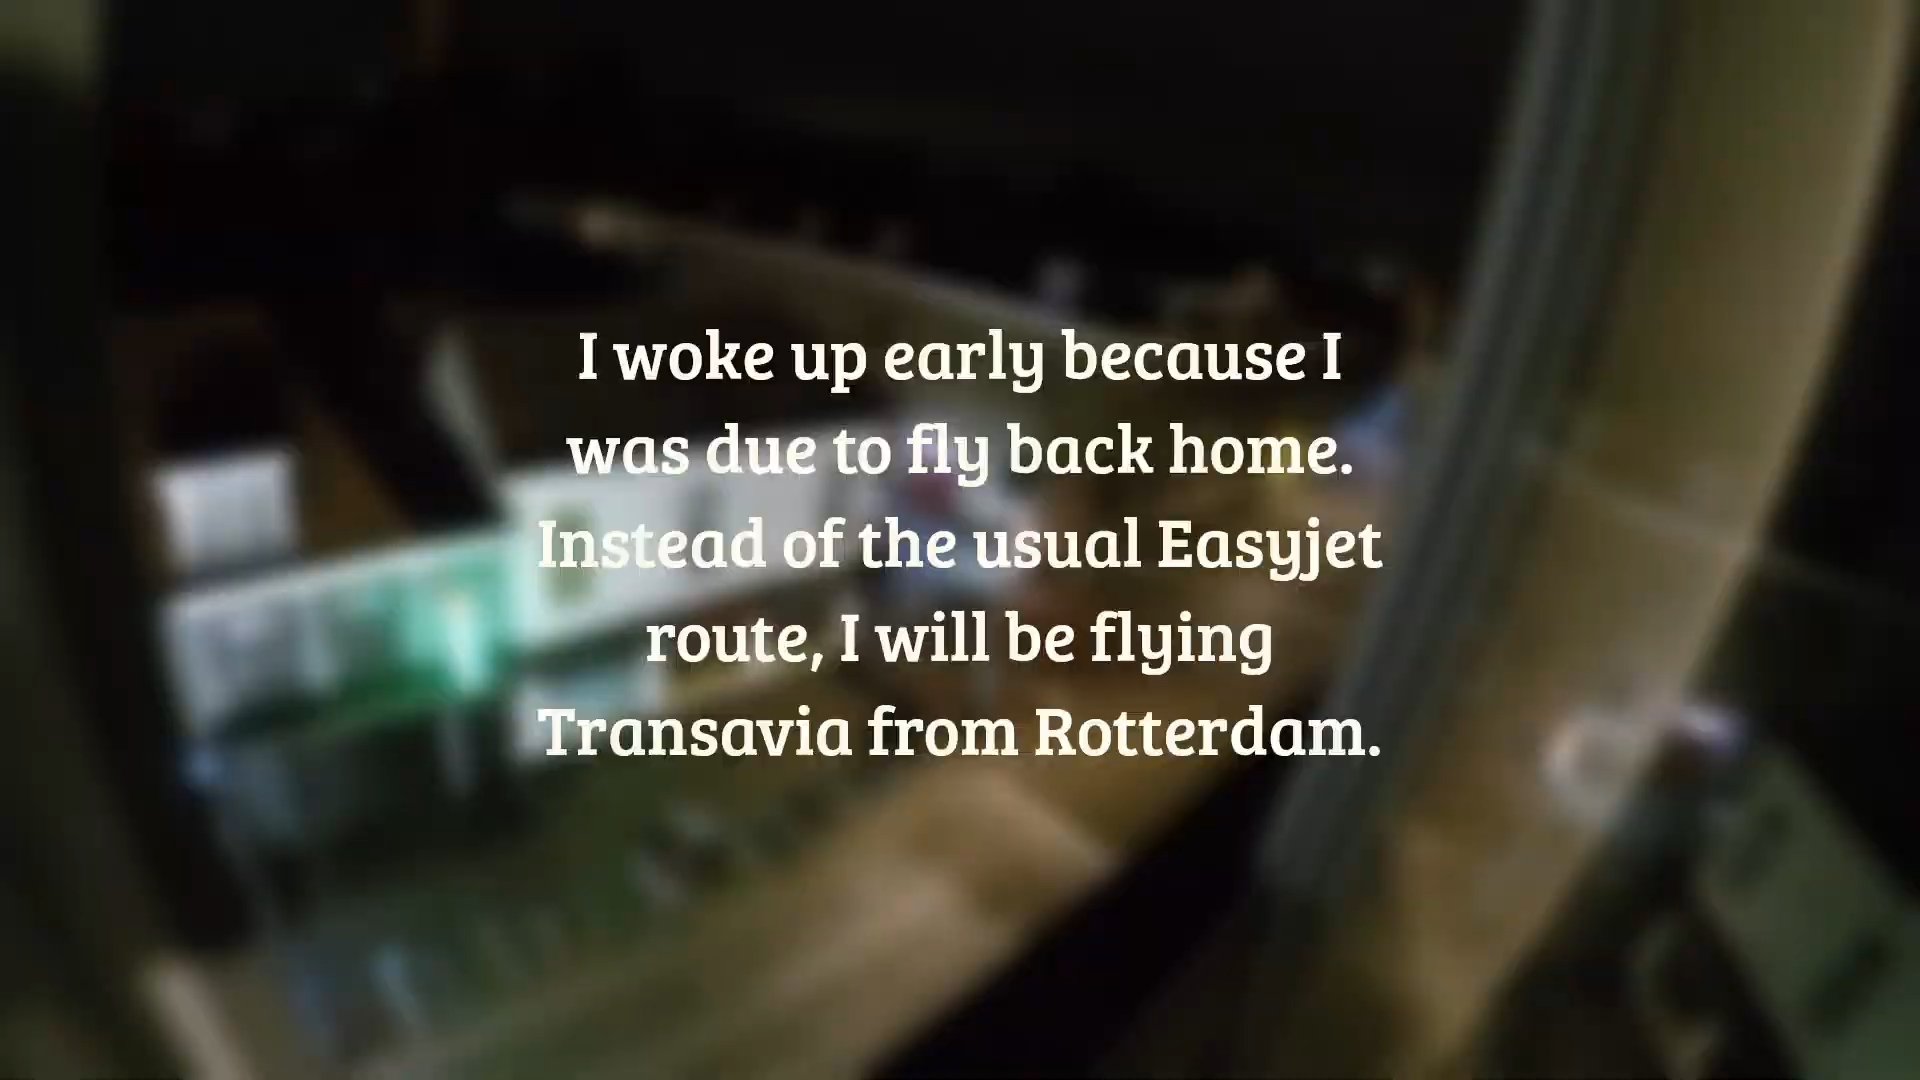 I woke up early because I
was due to fly back home.
Instead of the usual Easyjet
route, I will be flying
Transavia from Rotterdam.